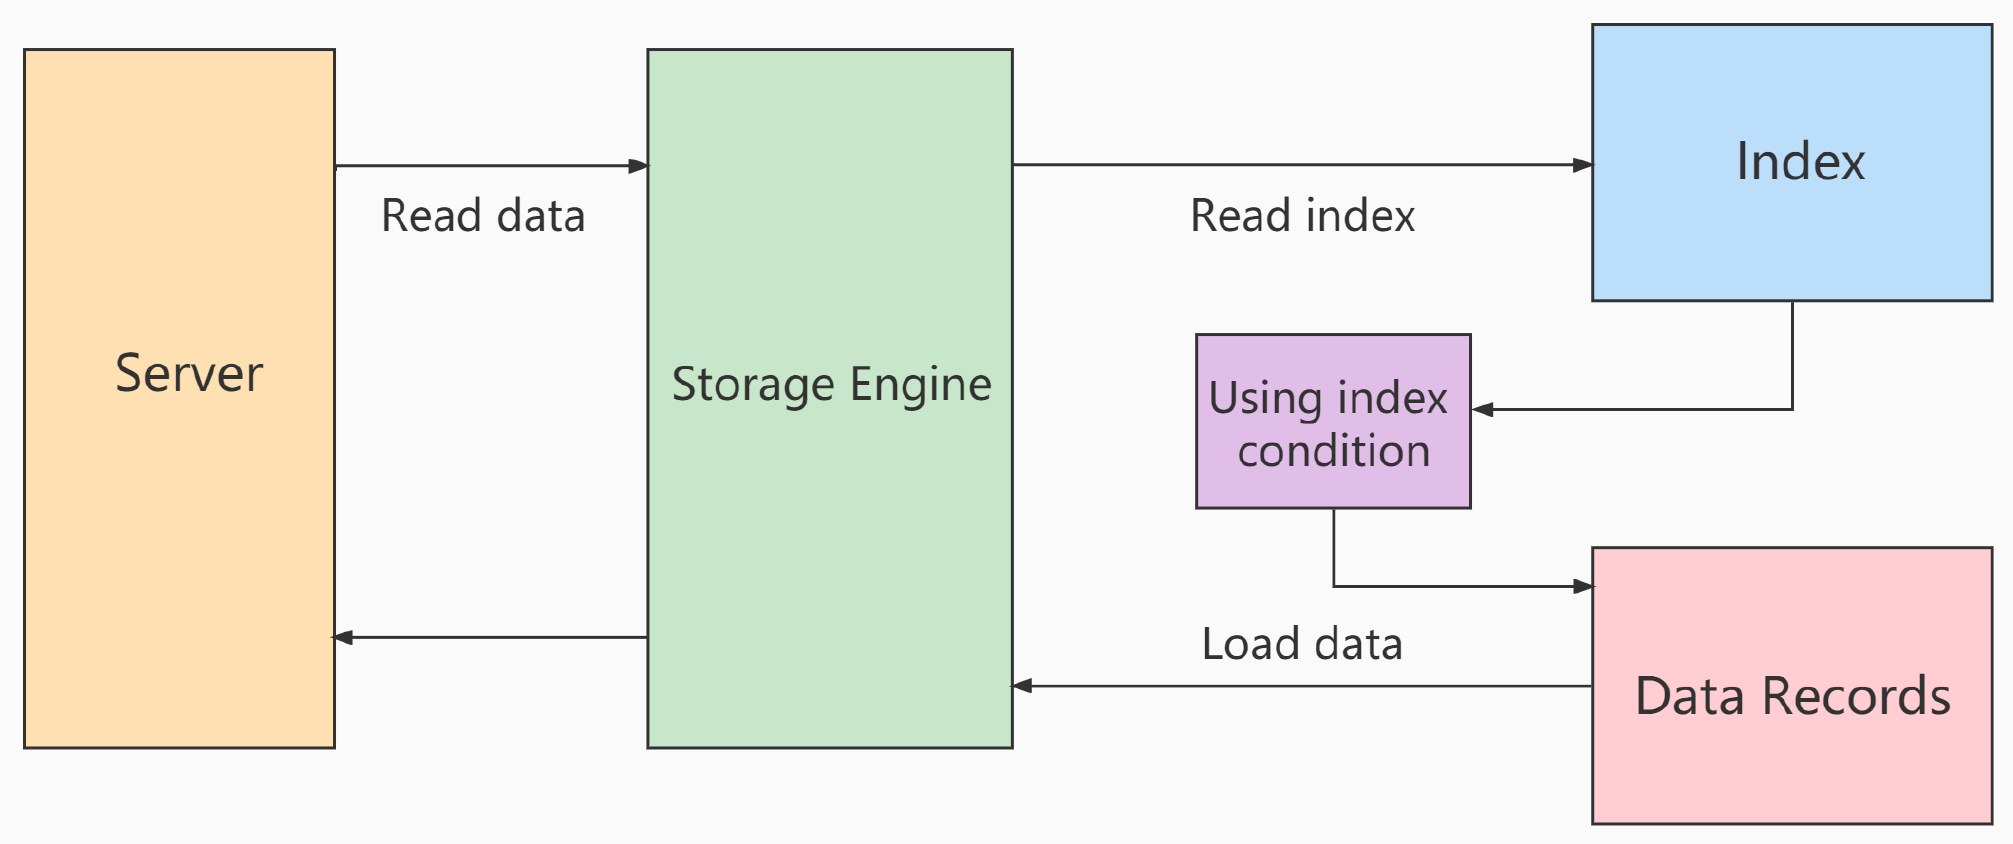 Server
Read data
Storage Engine
Read index
Index
Using index
condition
Load data
Data Records